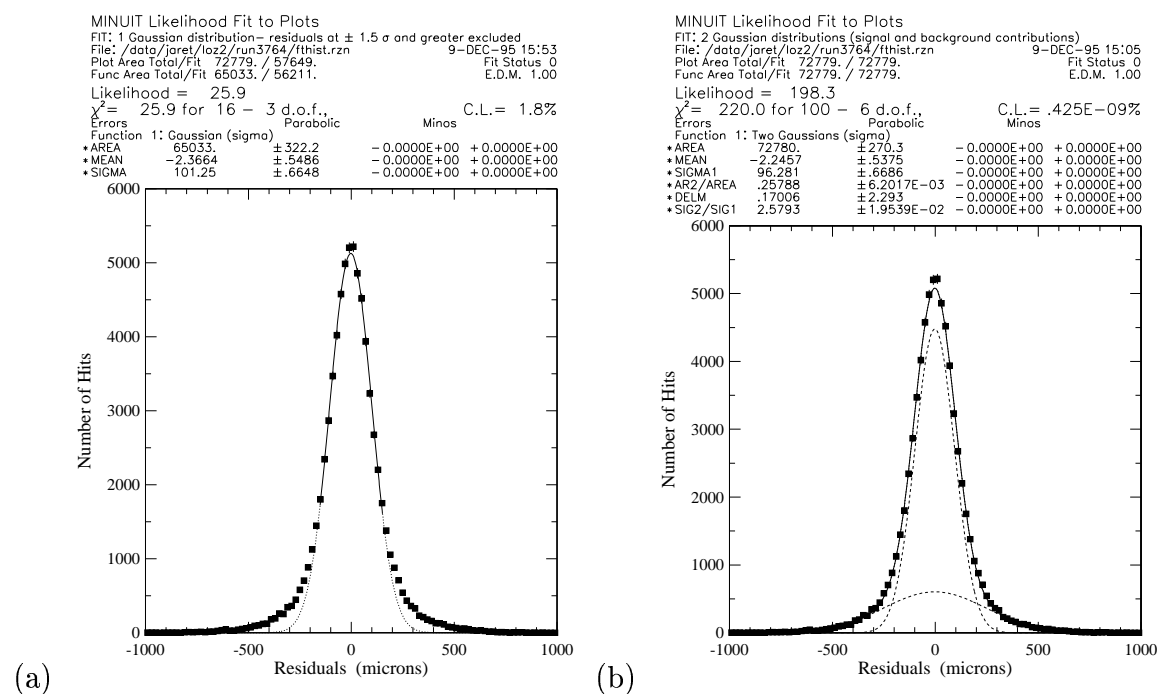 MINUIT Likelihood Fit to Plots
FIT: 1 Gaussian distribution– residuals at ± 1.5 σ and greater excluded
File: /data/jaret/loz2/run3764/fthist.rzn 9-DEC-95 15:53
Plot Area Total/Fit 72779. / 57649. Fit Status 0
Func Area Total/Fit 65033. / 56211. E.D.M. 1.00
Likelihood = 25.9
χ²= 25.9 for 16 – 3 d.o.f., C.L.= 1.8%
Errors Parabolic Minos
Function 1: Gaussian (sigma)
* AREA 65033. ± 322.2 – 0.0000E+00 + 0.0000E+00
* MEAN –2.3664 ± .5486 – 0.0000E+00 + 0.0000E+00
* SIGMA 101.25 ± .6648 – 0.0000E+00 + 0.0000E+00
6000
5000
4000
3000
2000
1000
0
Number of Hits
-1000 -500 0 500 1000
Residuals (microns)
(a)
MINUIT Likelihood Fit to Plots
FIT: 2 Gaussian distributions (signal and background contributions)
File: /data/jaret/loz2/run3764/fthist.rzn 9-DEC-95 15:05
Plot Area Total/Fit 72779. / 72779. Fit Status 0
Func Area Total/Fit 72779. / 72779. E.D.M. 1.00
Likelihood = 198.3
χ²= 220.0 for 100 – 6 d.o.f., C.L.= .425E–09%
Errors Parabolic Minos
Function 1: Two Gaussions (sigma)
* AREA 72780. ± 270.3 – 0.0000E+00 + 0.0000E+00
* MEAN –2.2457 ± .5375 – 0.0000E+00 + 0.0000E+00
* SIGMA1 96.281 ± .6686 – 0.0000E+00 + 0.0000E+00
* AR2/AREA .25788 ± 6.2017E–03 – 0.0000E+00 + 0.0000E+00
* DELM .17006 ± 2.293 – 0.0000E+00 + 0.0000E+00
* SIG2/SIG1 2.5793 ± 1.9539E–02 – 0.0000E+00 + 0.0000E+00
6000
5000
4000
3000
2000
1000
0
Number of Hits
-1000 -500 0 500 1000
Residuals (microns)
(b)